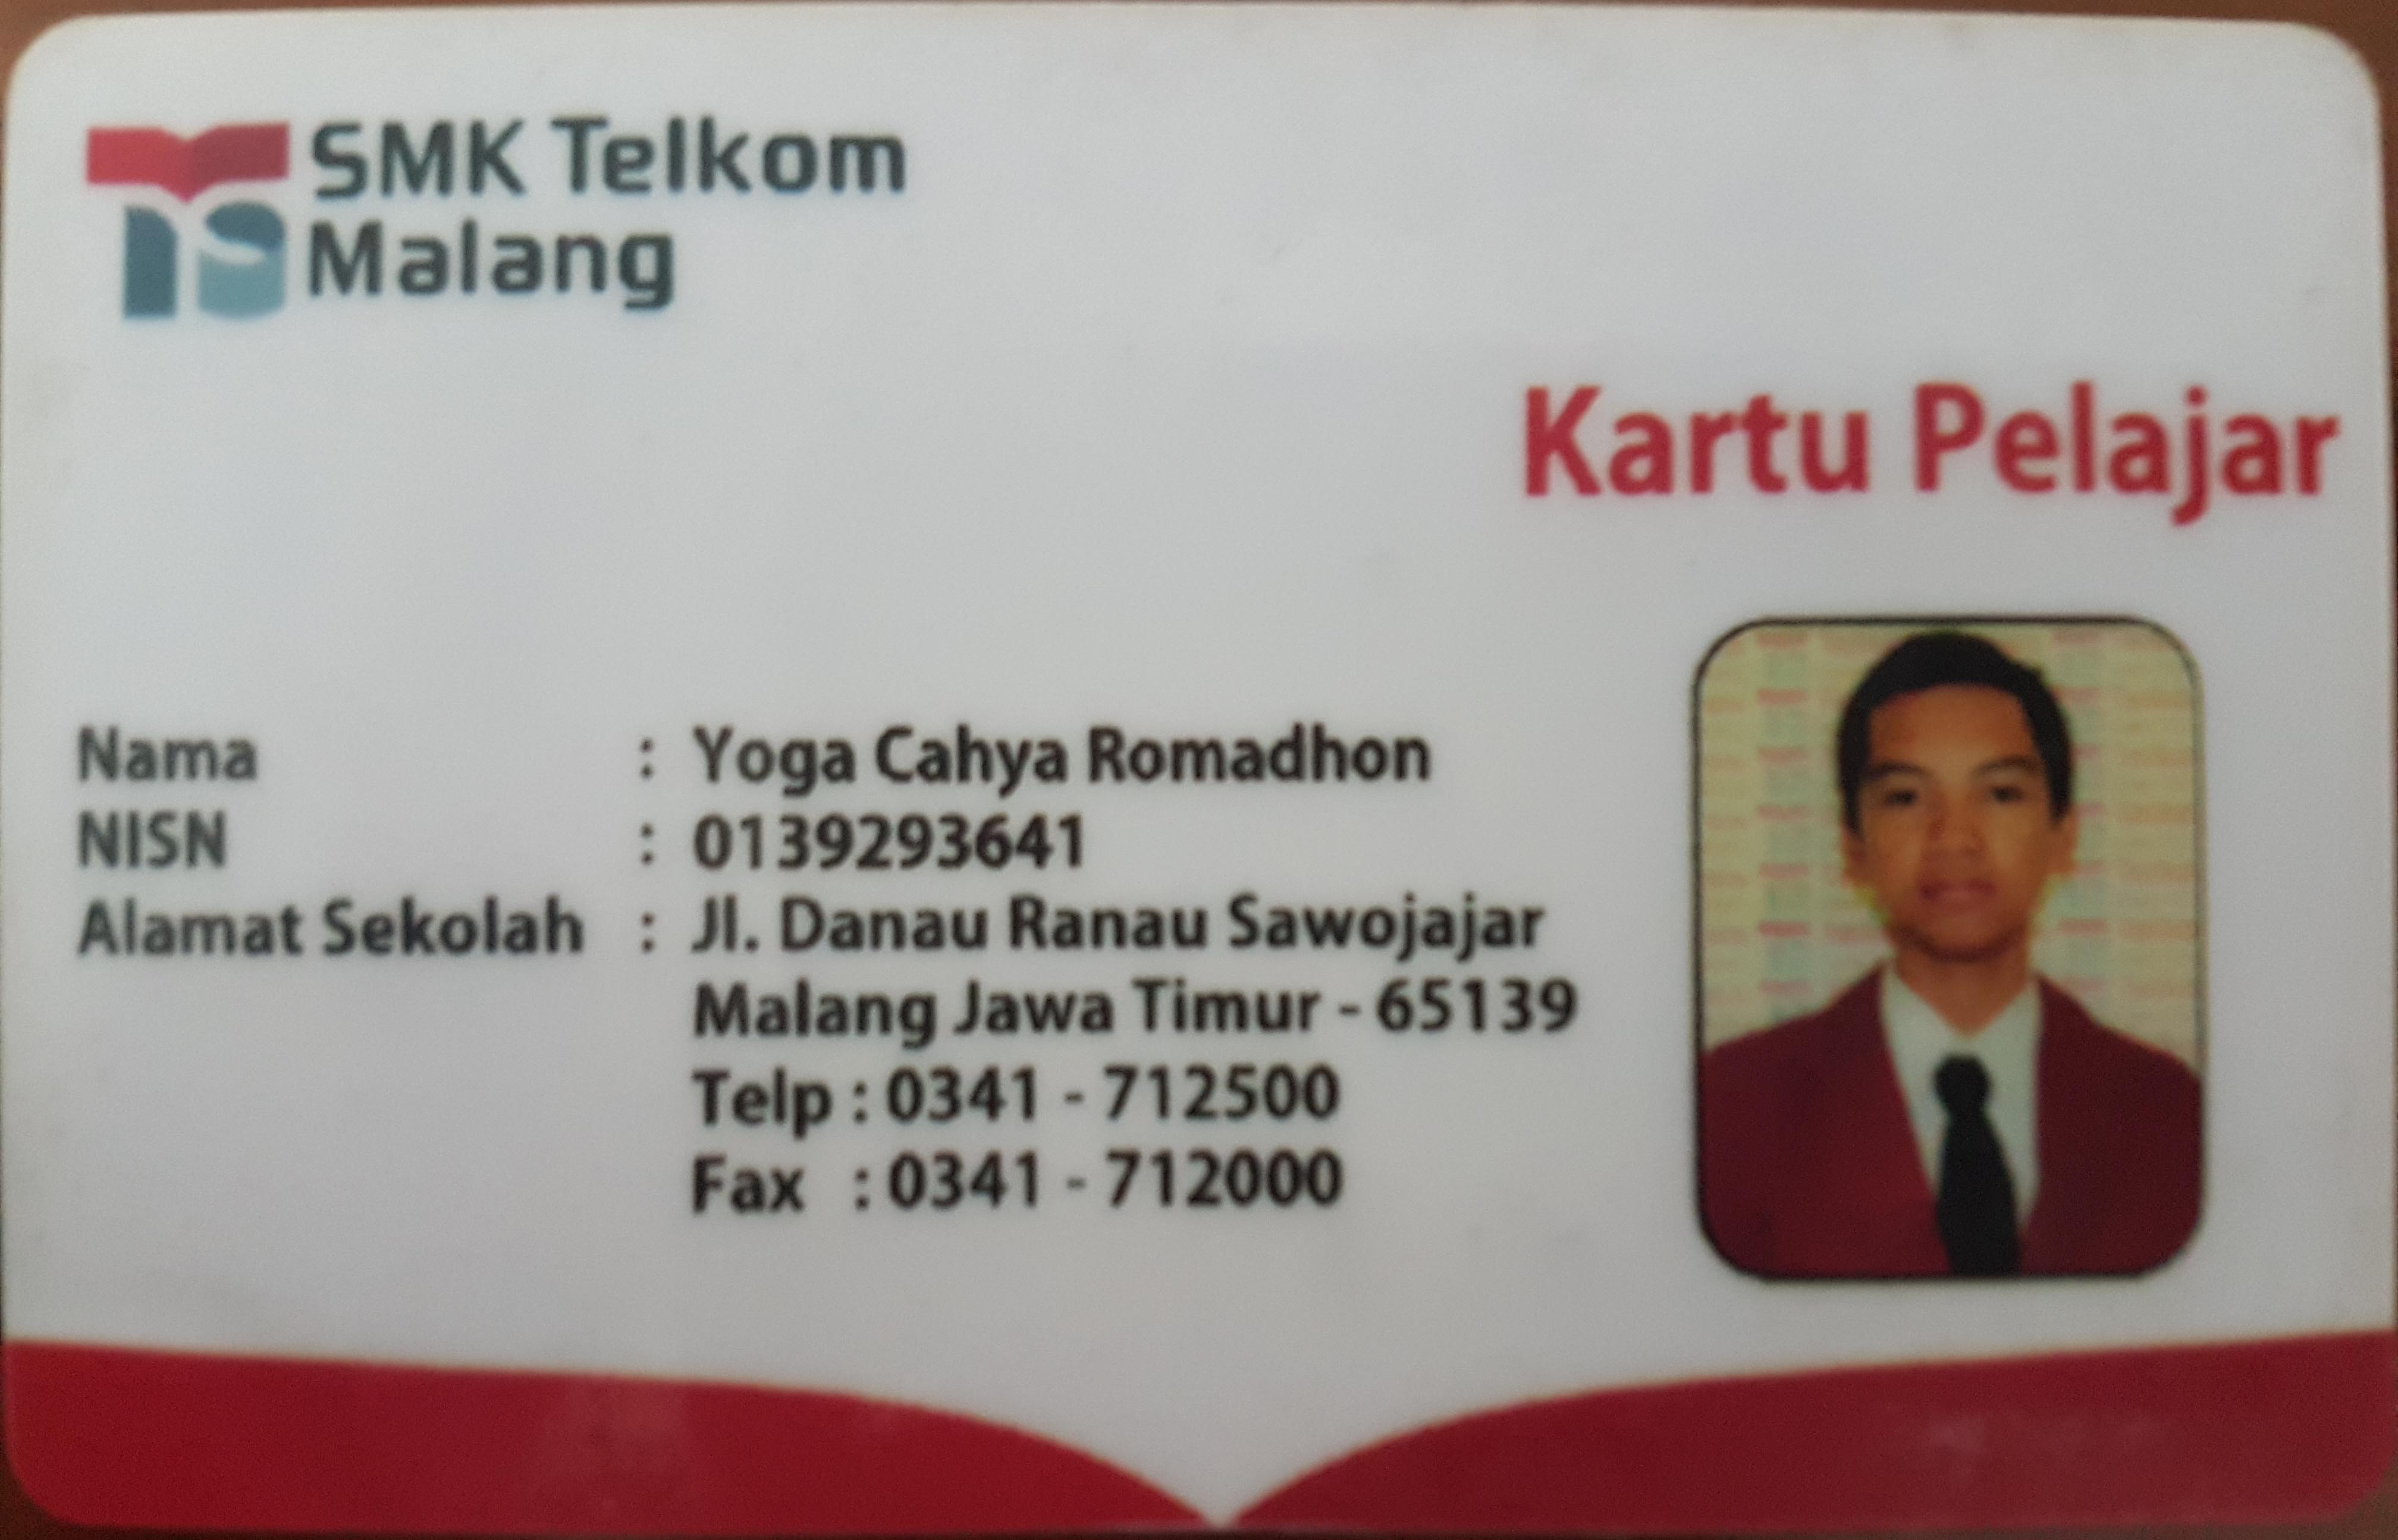 SMK Telkom
Malang
Kartu Pelajar
Nama : Yoga Cahya Romadhon
NISN : 0139293641
Alamat Sekolah : Jl. Danau Ranau Sawojajar
Malang Jawa Timur - 65139
Telp : 0341 - 712500
Fax : 0341 - 712000